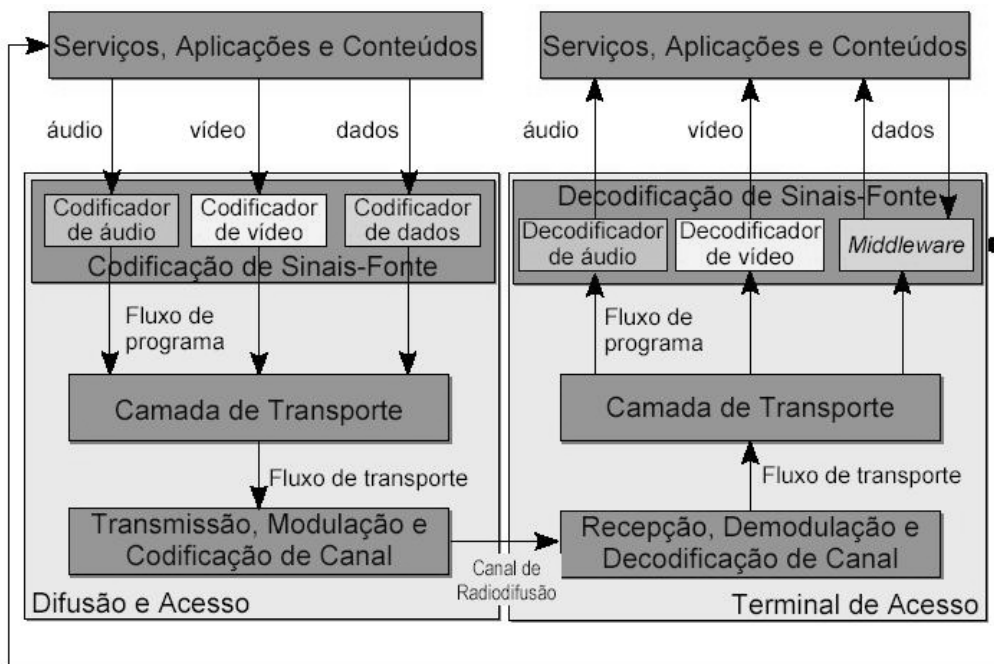 Serviços, Aplicações e Conteúdos
áudio
vídeo
dados
Codificador
de áudio
Codificador
de vídeo
Codificador
de dados
Codificação de Sinais-Fonte
Fluxo de
programa
Camada de Transporte
Fluxo de transporte
Transmissão, Modulação e
Codificação de Canal
Difusão e Acesso
Canal de
Radiodifusão
Serviços, Aplicações e Conteúdos
áudio
vídeo
dados
Decodificação de Sinais-Fonte
Decodificador
de áudio
Decodificador
de vídeo
Middleware
Fluxo de
programa
Camada de Transporte
Fluxo de transporte
Recepção, Demodulação e
Decodificação de Canal
Terminal de Acesso